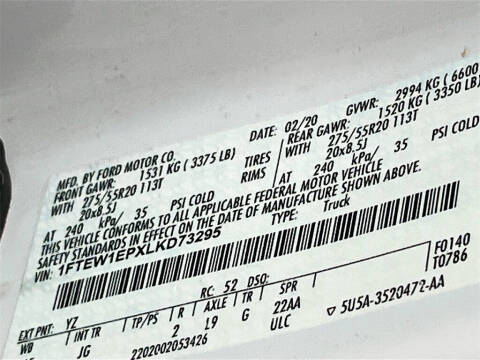 MFD. BY FORD MOTOR CO.
DATE: 02/20 GVWR: 2994 KG ( 6600
FRONT GAWR: 1531 KG ( 3375 LB) REAR GAWR: 1520 KG ( 3350 LB)
WITH 275/55R20 113T TIRES WITH 275/55R20 113T
20x8.5J RIMS 20x8.5J
AT 240 kPa/ 35 PSI COLD AT 240 kPa/ 35 PSI COLD
THIS VEHICLE CONFORMS TO ALL APPLICABLE FEDERAL MOTOR VEHICLE
SAFETY STANDARDS IN EFFECT ON THE DATE OF MANUFACTURE SHOWN ABOVE.
VIN: 1FTEW1EPXLKD73295 TYPE: Truck
F0140
T0786
EXT PNT: YZ RC: 52 DSO:
WB INT TR TP/PS R AXLE TR SPR
JG 2 L9 G 22AA
2202002053426 ULC
5U5A-3520472-AA